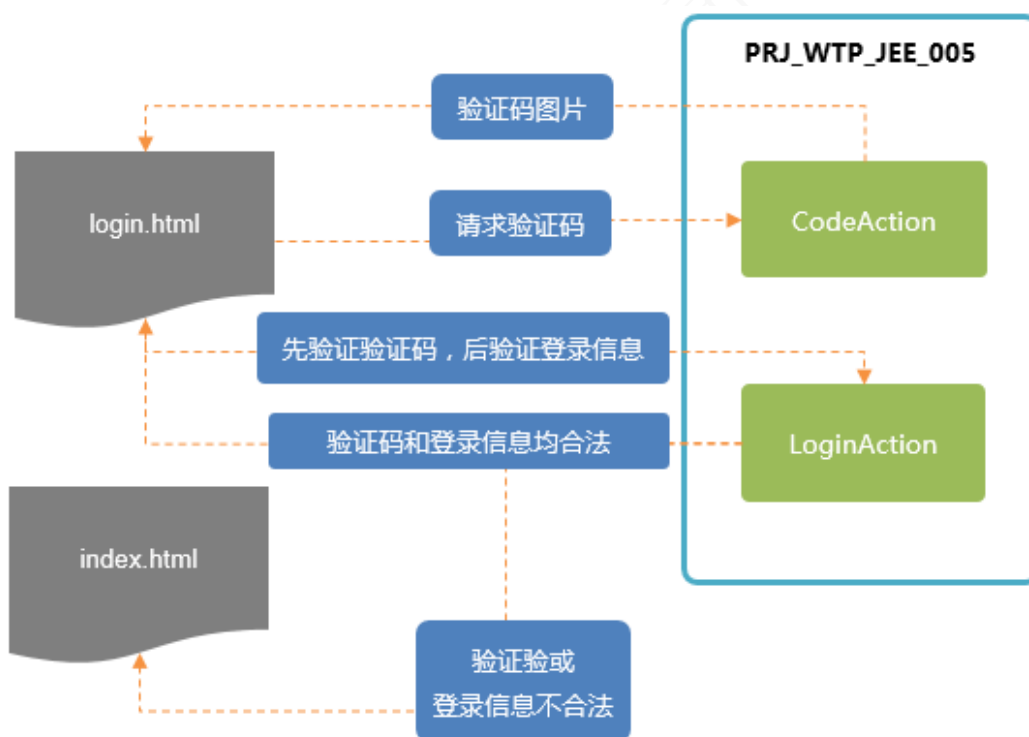 PRJ_WTP_JEE_005
验证码图片
login.html
请求验证码
CodeAction
先验证验证码，后验证登录信息
验证码和登录信息均合法
LoginAction
index.html
验证验或
登录信息不合法